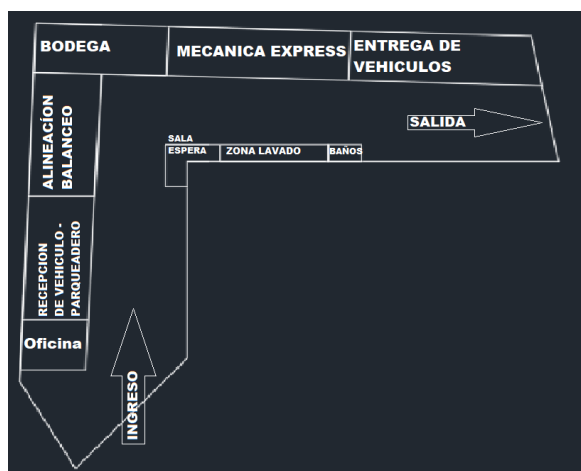 BODEGA
MECANICA EXPRESS
ENTREGA DE
VEHICULOS
SALIDA
SALA
ESPERA
ZONA LAVADO
BAÑOS
ALINEACÍON
BALANCEO
RECEPCION
DE VEHICULO -
PARQUEADERO
Oficina
INGRESO